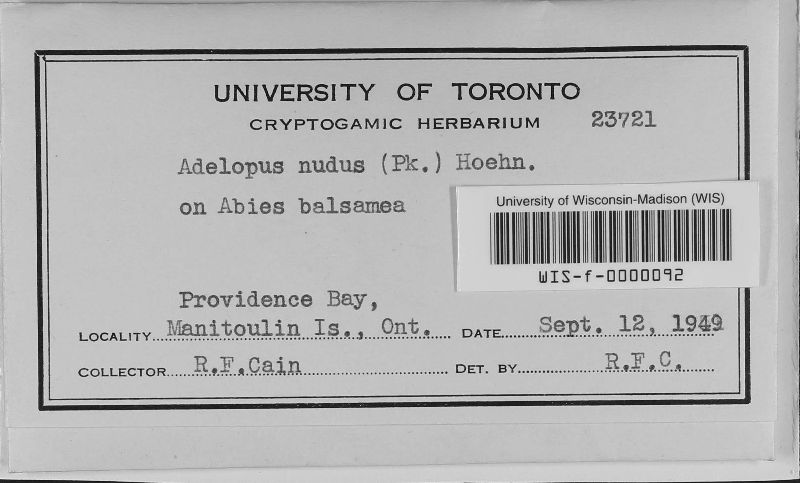 UNIVERSITY OF TORONTO
CRYPTOGAMIC HERBARIUM 23721
Adelopus nudus (Pk.) Hoehn.
on Abies balsamea
University of Wisconsin-Madison (WIS)
WIS-f-0000092
Providence Bay,
LOCALITY Manitoulin Is., Ont. DATE Sept. 12, 1949
COLLECTOR R.F.Cain DET. BY R.F.C.